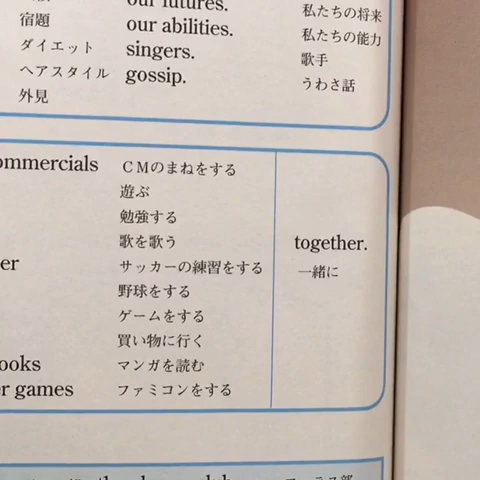 our futures.
宿題
our abilities.
ダイエット
singers.
ヘアスタイル
gossip.
外見
私たちの将来
私たちの能力
歌手
うわさ話
ommercials
CMのまねをする
遊ぶ
勉強する
歌を歌う
er
サッカーの練習をする
野球をする
ゲームをする
買い物に行く
ooks
マンガを読む
er games
ファミコンをする
together.
一緒に